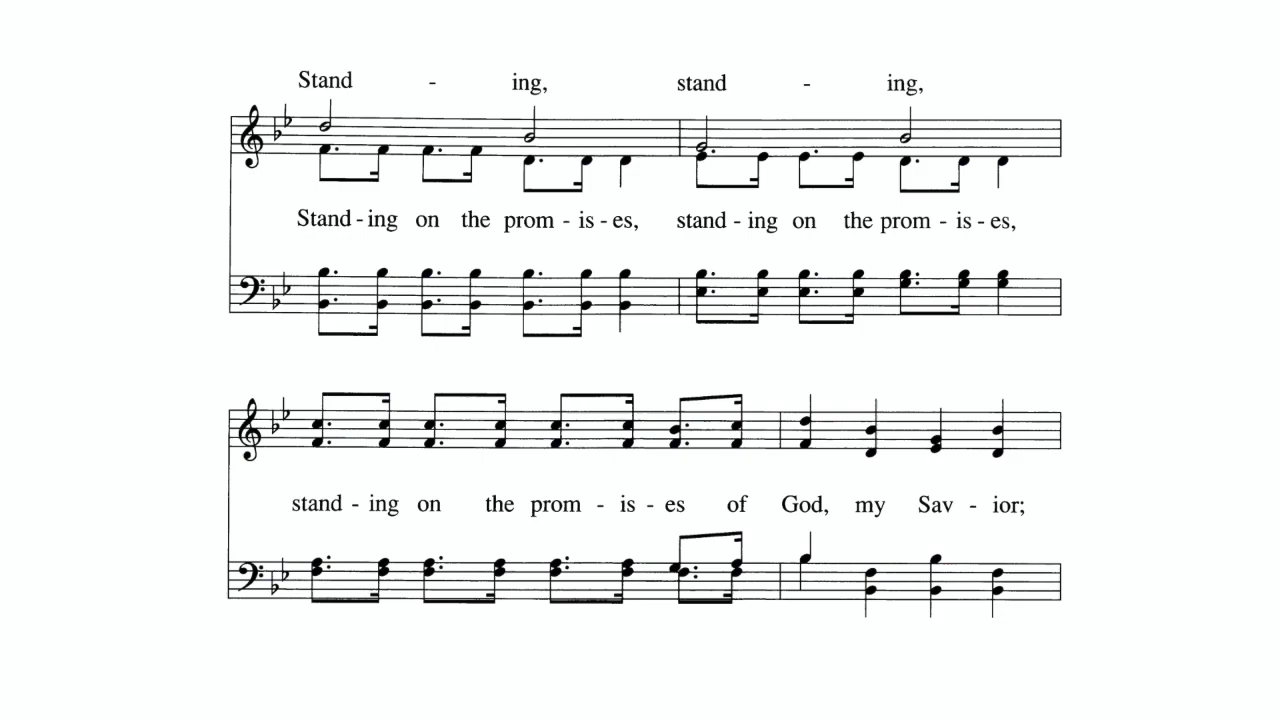 Stand - ing, stand - ing,
Stand - ing on the prom - is - es, stand - ing on the prom - is - es,
stand - ing on the prom - is - es of God, my Sav - ior;